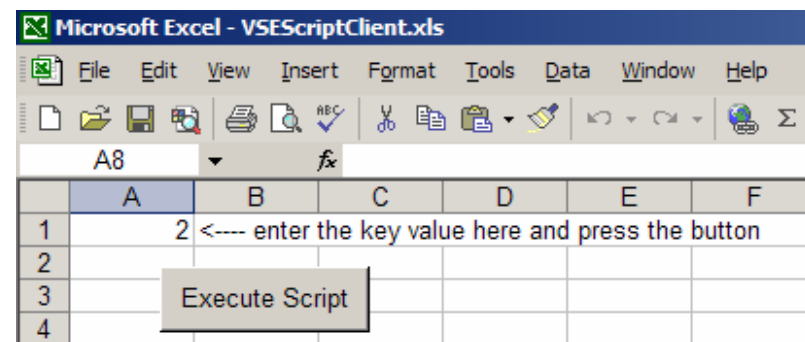 Microsoft Excel - VSEScriptClient.xls
File Edit View Insert Format Tools Data Window Help
ABC Σ
A8 fx
A B C D E F
1 2 <---- enter the key value here and press the button
2
3 Execute Script
4